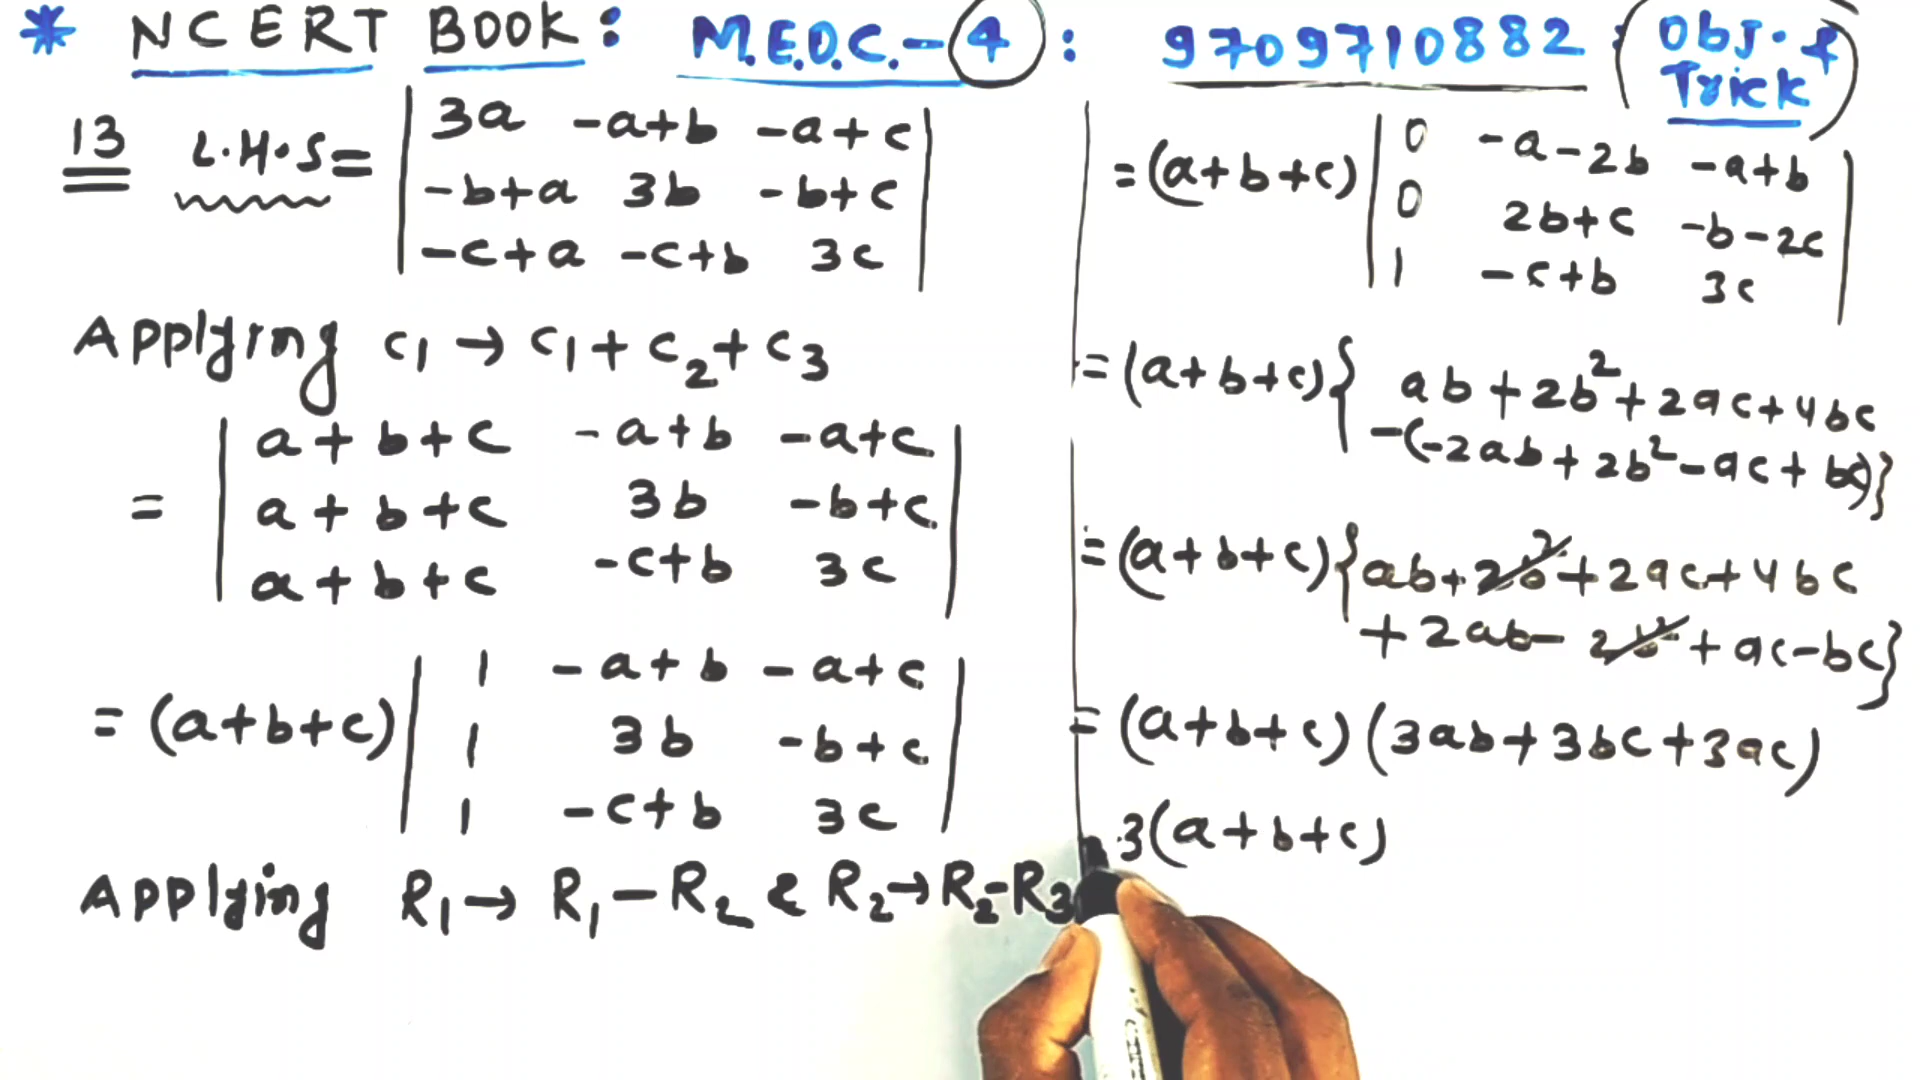 * NCERT BOOK: M.E.D.C.-4 : 9709710882 : Obj. &
Trick
13 L.H.S = | 3a -a+b -a+c |
| -b+a 3b -b+c |
| -c+a -c+b 3c |
Applying C1 → C1 + C2 + C3
| a+b+c -a+b -a+c |
= | a+b+c 3b -b+c |
| a+b+c -c+b 3c |
| 1 -a+b -a+c |
= (a+b+c) | 1 3b -b+c |
| 1 -c+b 3c |
Applying R1 → R1 - R2 & R2 → R2 - R3
= (a+b+c) | 0 -a-2b -a+b |
| 0 2b+c -b-2c |
| 1 -c+b 3c |
= (a+b+c) { ab + 2b² + 2ac + 4bc
-(-2ab + 2b² - ac + bc) }
= (a+b+c) { ab + 2b² + 2ac + 4bc
+ 2ab - 2b² + ac - bc }
= (a+b+c) (3ab + 3bc + 3ac)
3(a+b+c)